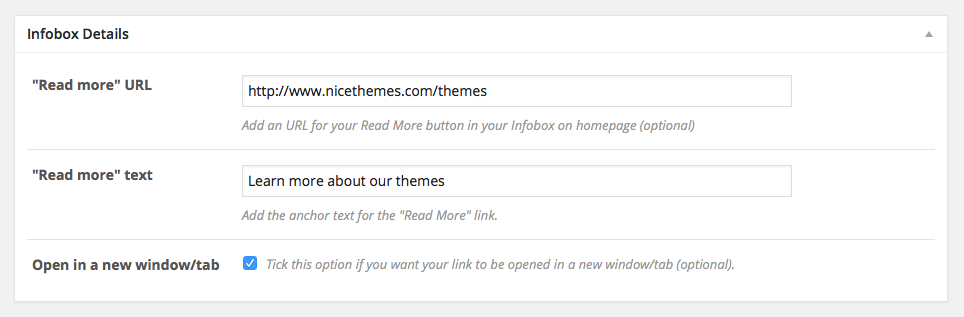 Infobox Details
"Read more" URL
http://www.nicethemes.com/themes
Add an URL for your Read More button in your Infobox on homepage (optional)
"Read more" text
Learn more about our themes
Add the anchor text for the "Read More" link.
Open in a new window/tab
Tick this option if you want your link to be opened in a new window/tab (optional).